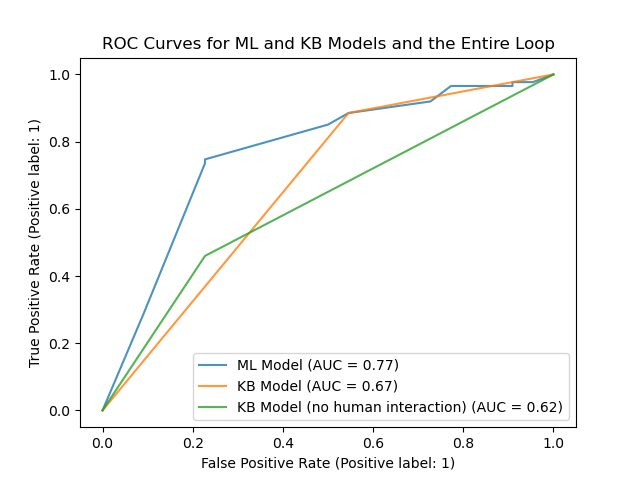 ROC Curves for ML and KB Models and the Entire Loop
True Positive Rate (Positive label: 1)
1.0
0.8
0.6
0.4
0.2
0.0
ML Model (AUC = 0.77)
KB Model (AUC = 0.67)
KB Model (no human interaction) (AUC = 0.62)
0.0 0.2 0.4 0.6 0.8 1.0
False Positive Rate (Positive label: 1)